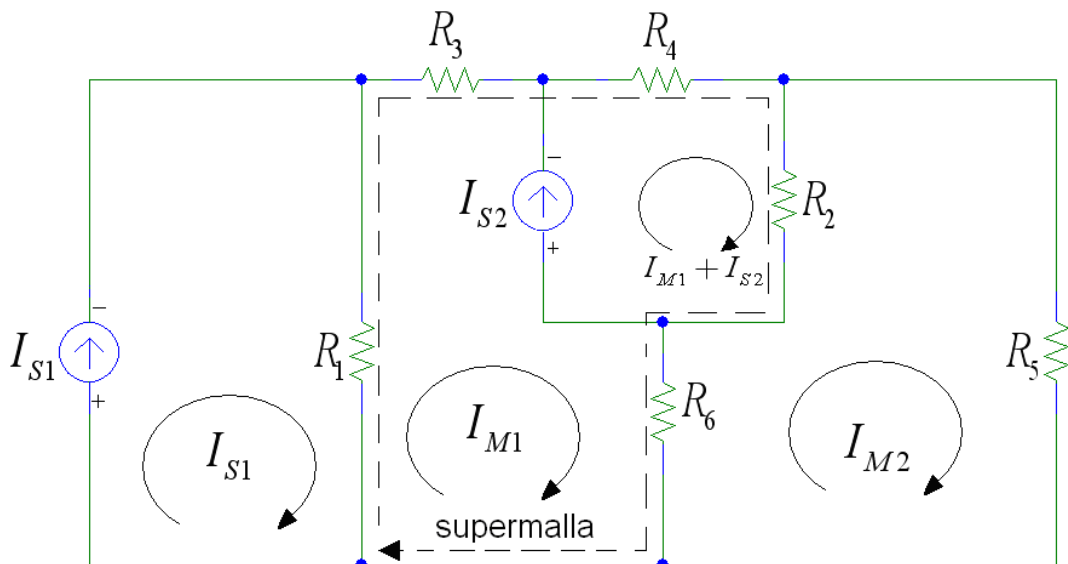 R3
R4
−
IS2
R2
+
IM1 + IS2
−
IS1
R1
R6
R5
+
IS1
IM1
IM2
supermalla